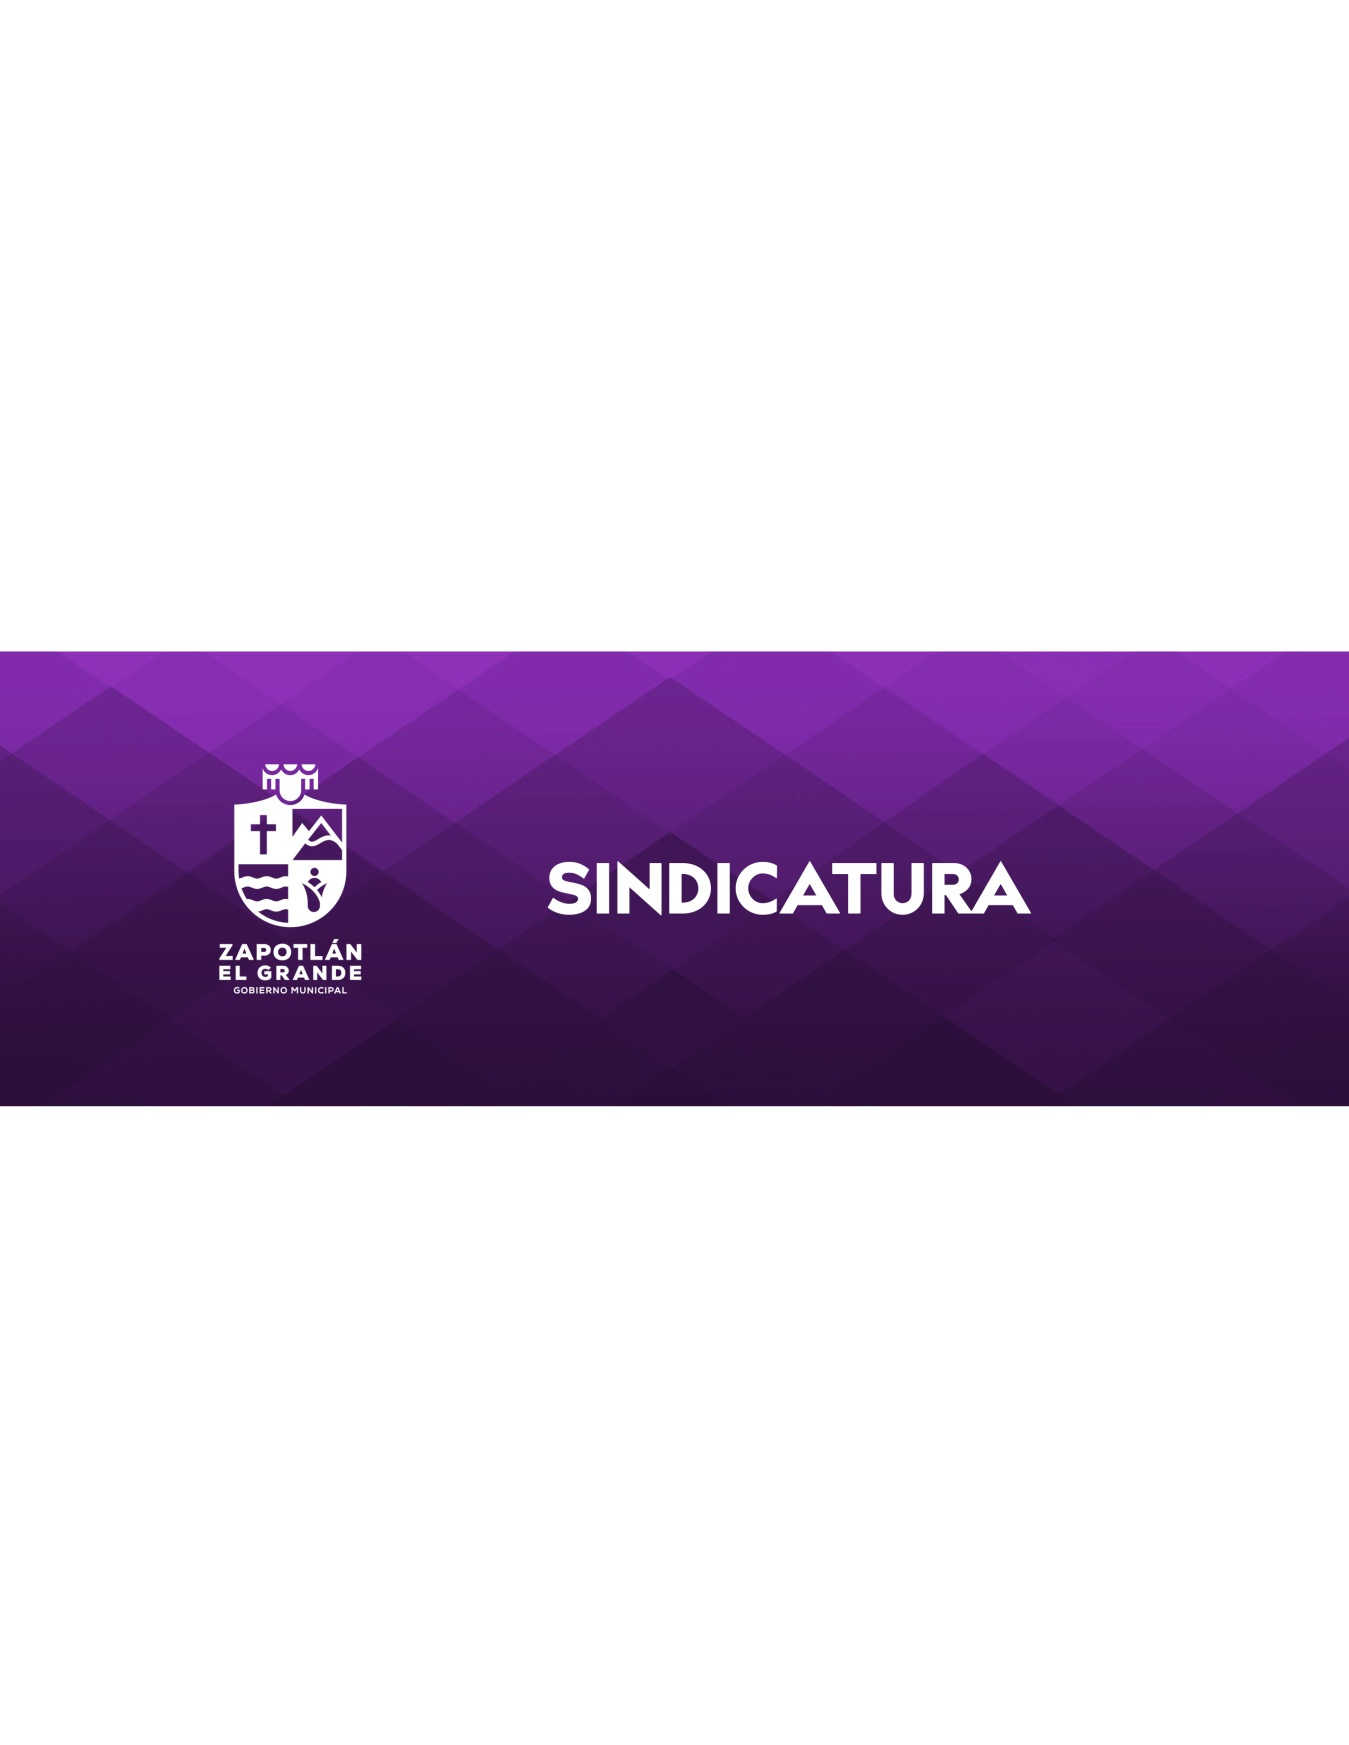 SINDICATURA
ZAPOTLÁN
EL GRANDE
GOBIERNO MUNICIPAL